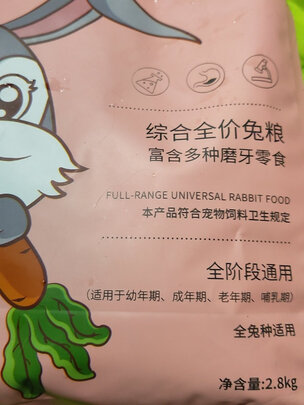 综合全价兔粮
富含多种磨牙零食
FULL-RANGE UNIVERSAL RABBIT FOOD
本产品符合宠物饲料卫生规定
全阶段通用
(适用于幼年期、成年期、老年期、哺乳期)
全兔种适用
净含量:2.8kg